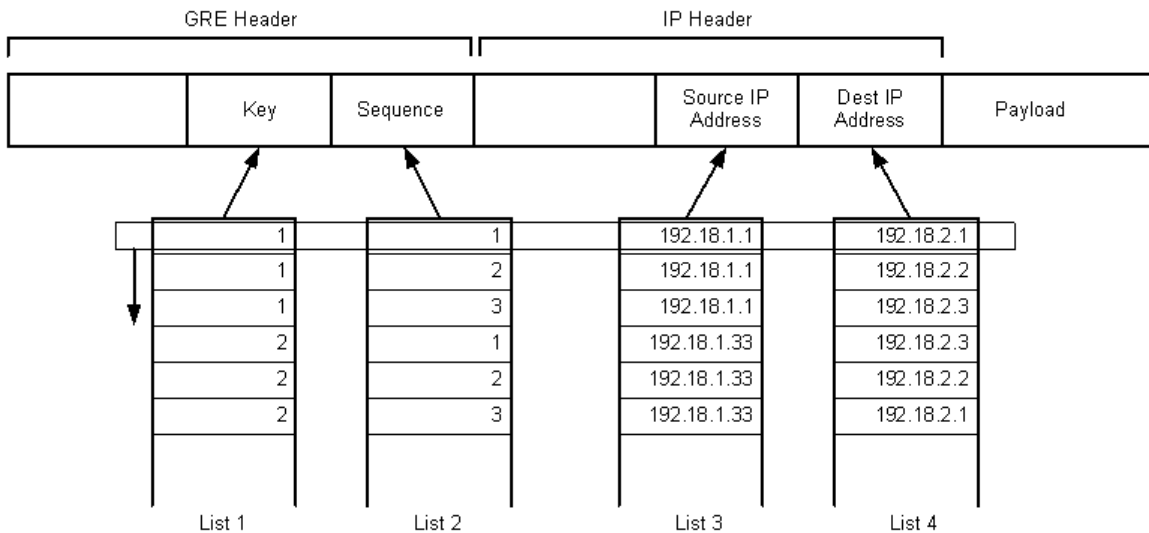 GRE Header IP Header
Key Sequence Source IP Address Dest IP Address Payload
1 1 192.18.1.1 192.18.2.1
1 2 192.18.1.1 192.18.2.2
1 3 192.18.1.1 192.18.2.3
2 1 192.18.1.33 192.18.2.3
2 2 192.18.1.33 192.18.2.2
2 3 192.18.1.33 192.18.2.1
List 1 List 2 List 3 List 4